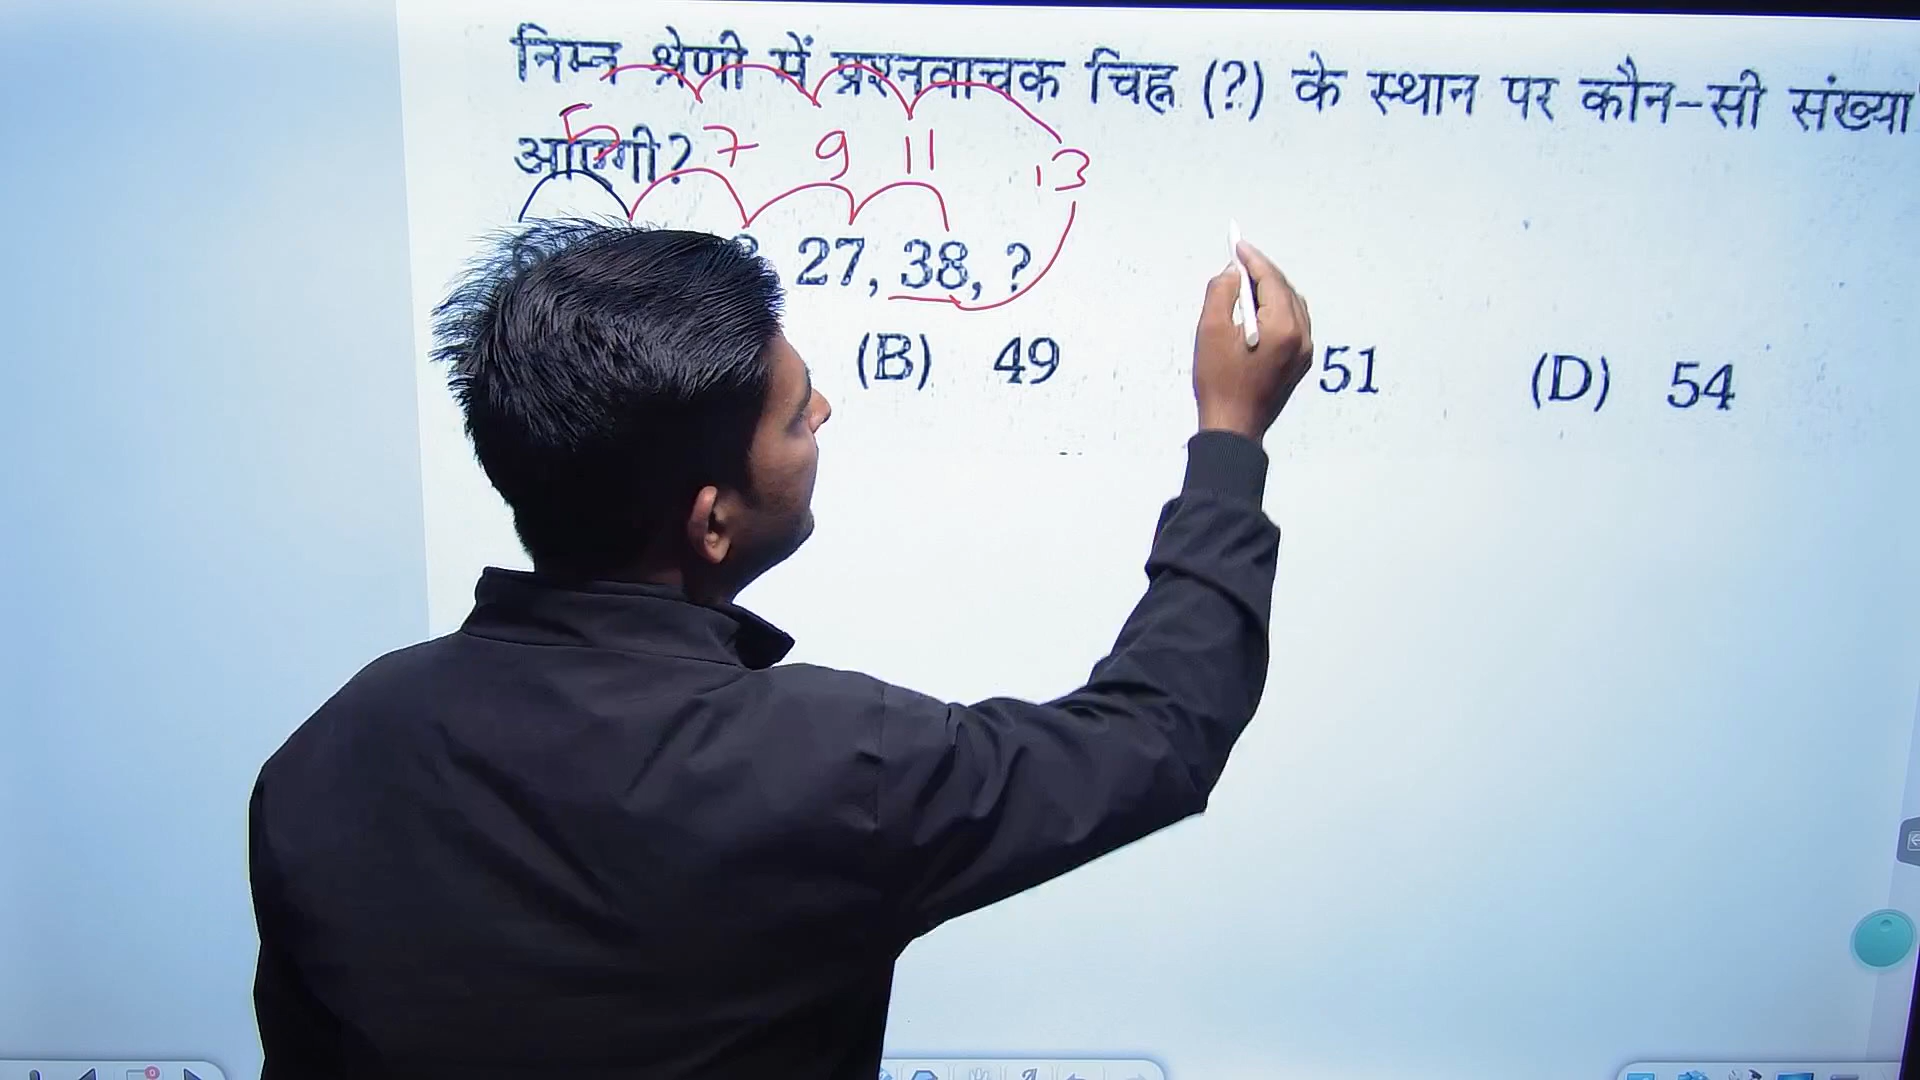 निम्न श्रेणी में प्रश्नवाचक चिह्न (?) के स्थान पर कौन-सी संख्या
आएगी?
5 7 9 11 13
27, 38, ?
(B) 49 51 (D) 54